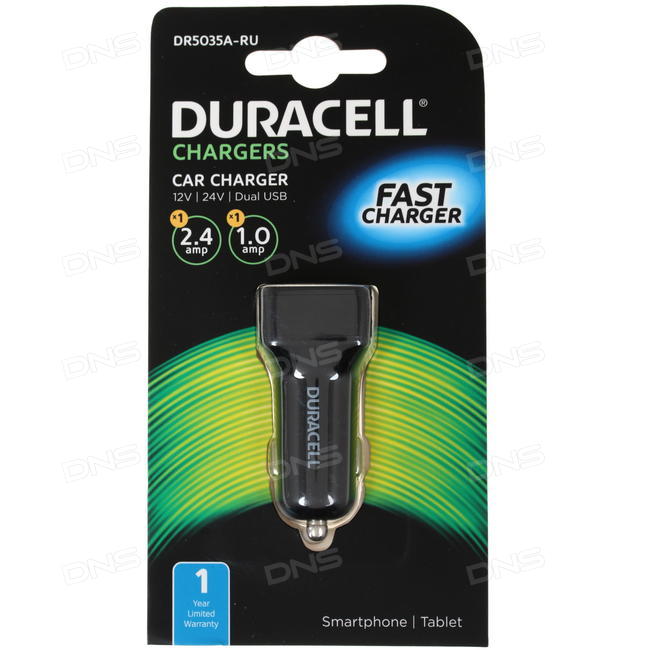 DR5035A-RU
DURACELL®
CHARGERS
CAR CHARGER
12V | 24V | Dual USB
x1
2.4
amp
x1
1.0
amp
FAST
CHARGER
DURACELL
1
Year
Limited
Warranty
Smartphone | Tablet
DNS